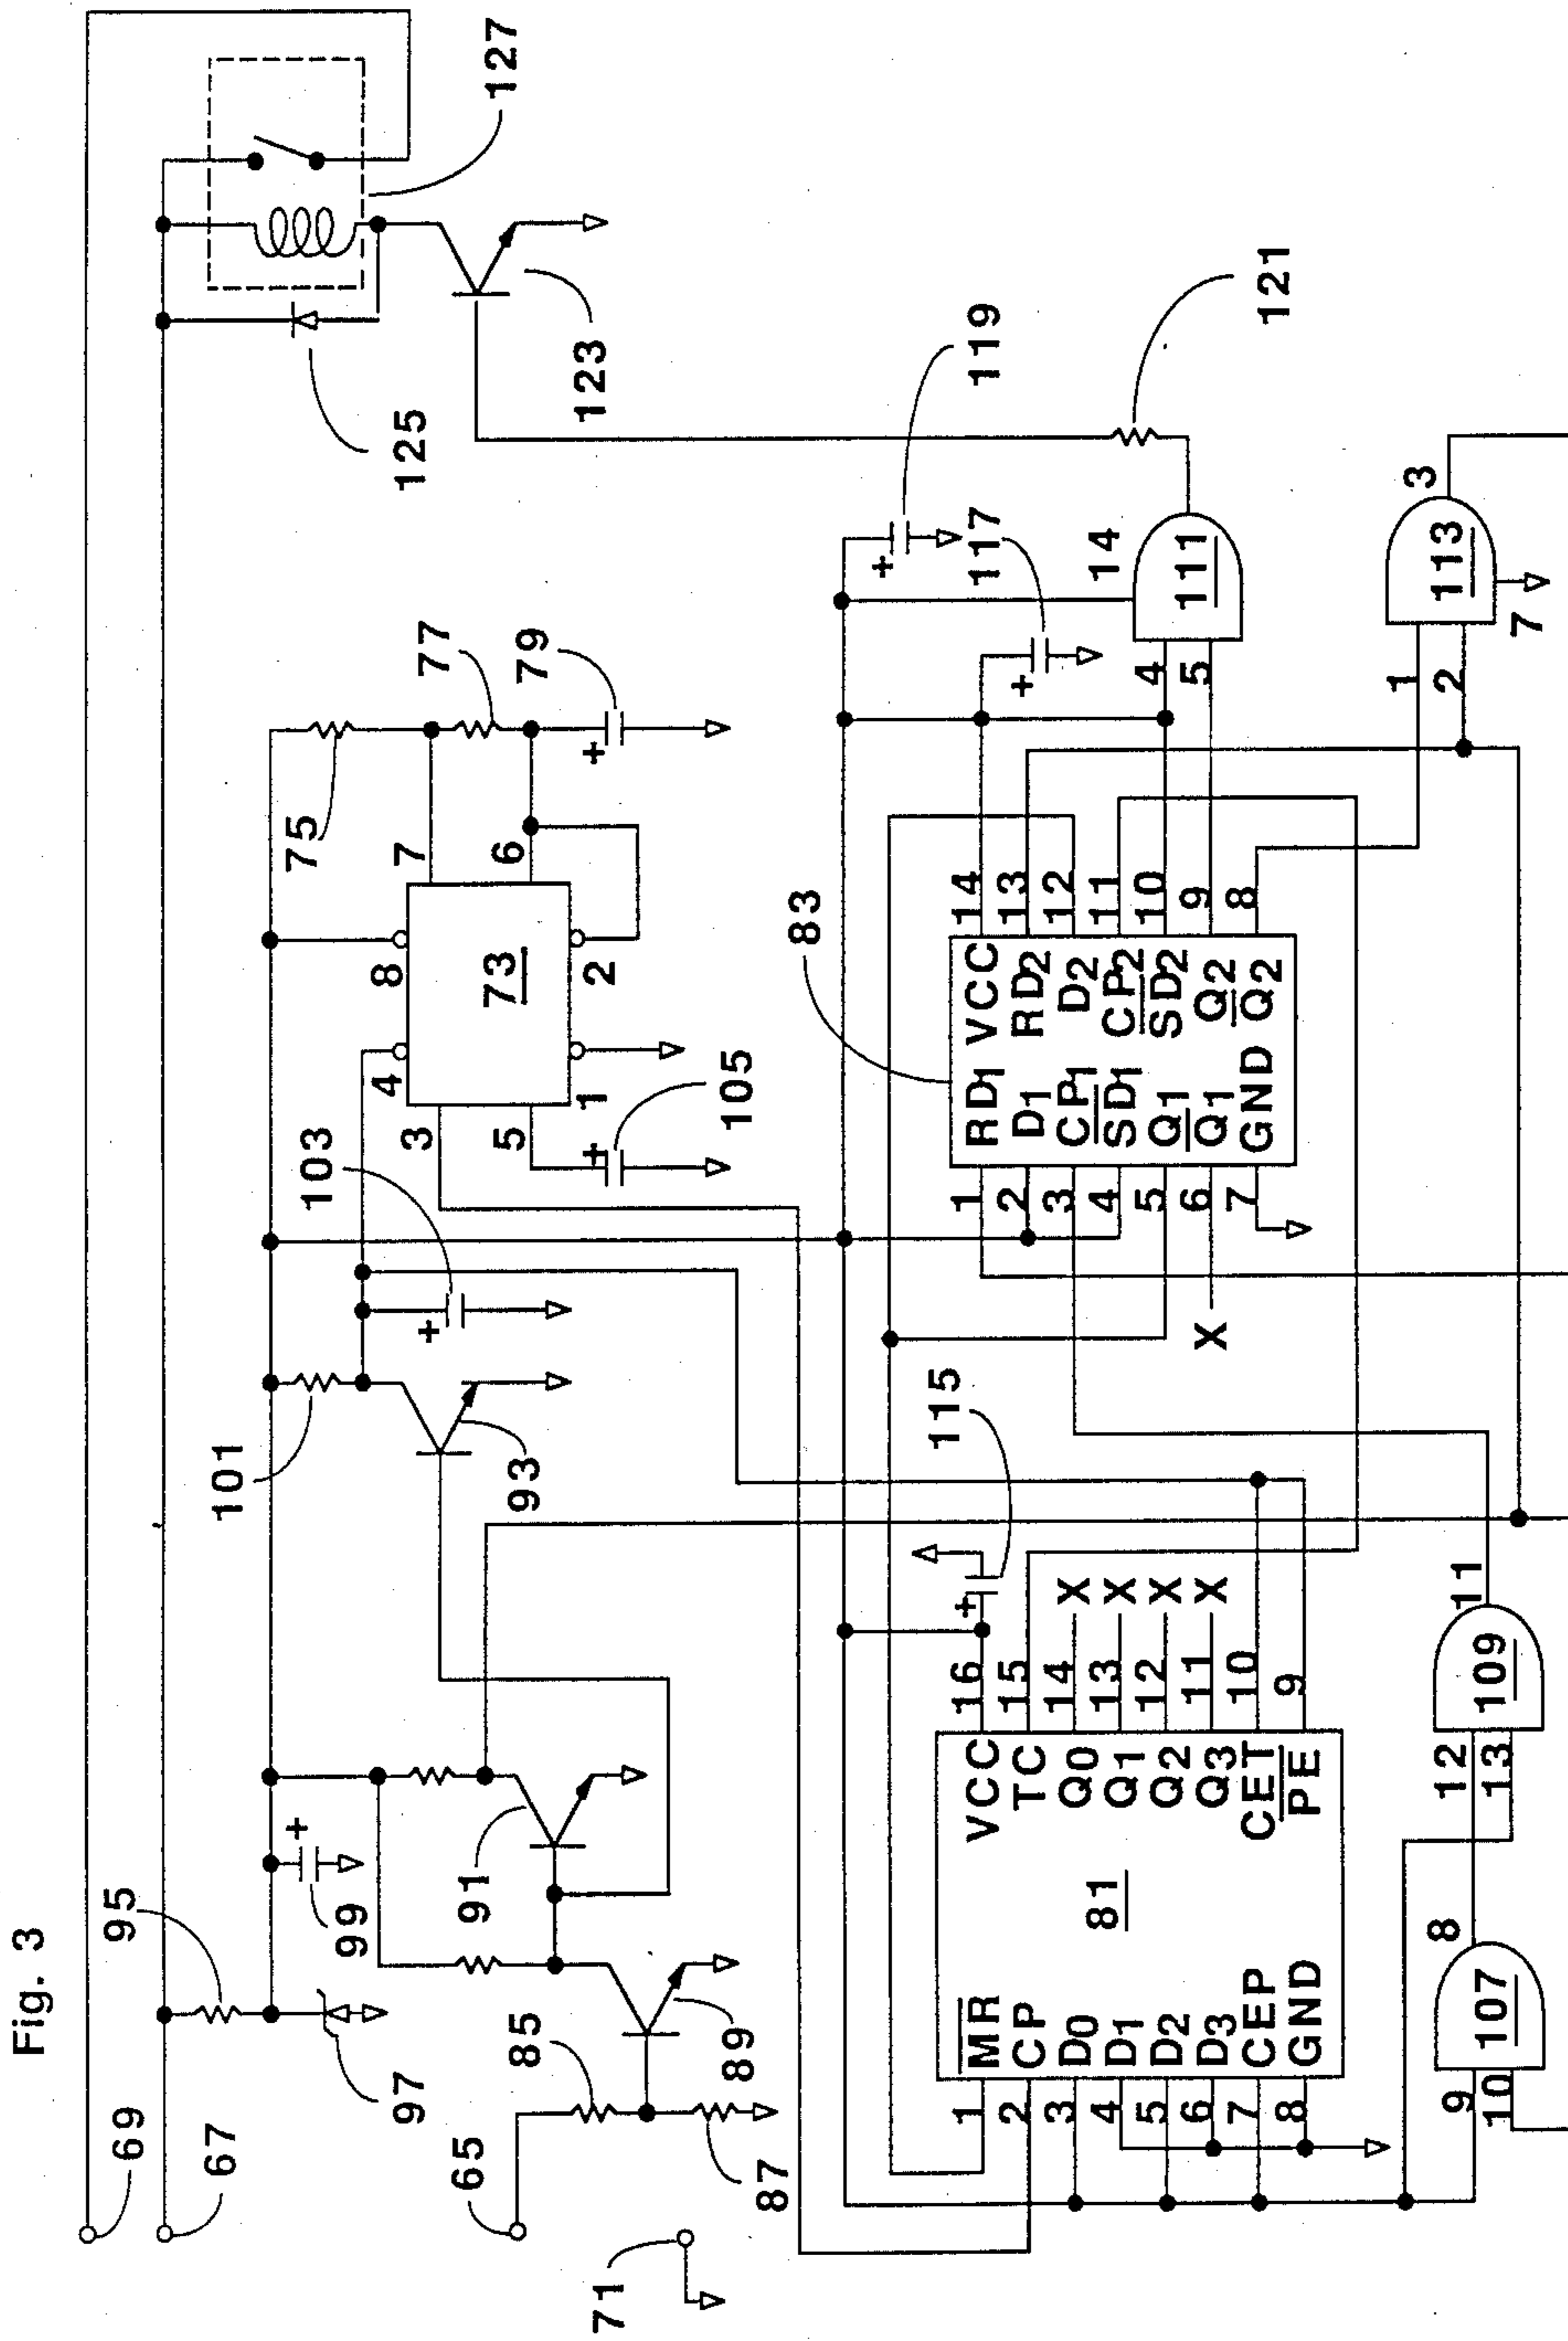 Fig. 3
69
67
65
71
95
97
99
85
87
89
91
93
101
103
105
73
4
8
3
7
5
6
1
2
75
77
79
125
127
123
121
119
117
115
81
MR
CP
D0
D1
D2
D3
CEP
GND
1
2
3
4
5
6
7
8
VCC
TC
Q0
Q1
Q2
Q3
CET
PE
16
15
14
13
12
11
10
9
X
X
X
X
83
RD1
D1
CP1
SD1
Q1
Q1
GND
1
2
3
4
5
6
7
X
VCC
RD2
D2
CP2
SD2
Q2
Q2
14
13
12
11
10
9
8
107
9
10
8
109
12
13
11
111
4
5
14
113
1
2
3
7
+
+
+
+
+
+
+